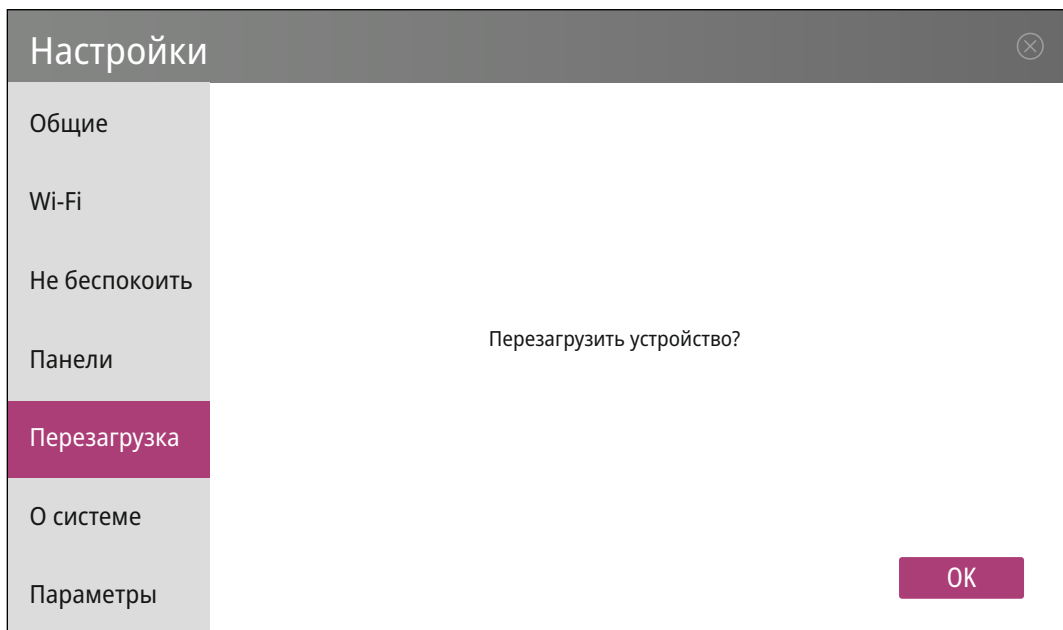 Настройки
Общие
Wi-Fi
Не беспокоить
Панели
Перезагрузка
О системе
Параметры
Перезагрузить устройство?
OK